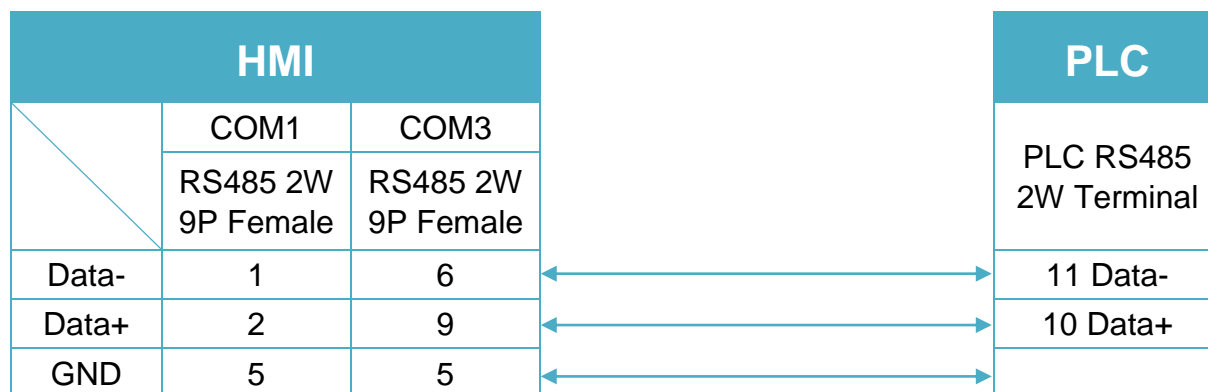 HMI PLC
COM1 COM3
RS485 2W
9P Female
RS485 2W
9P Female
PLC RS485
2W Terminal
Data- 1 6 11 Data-
Data+ 2 9 10 Data+
GND 5 5